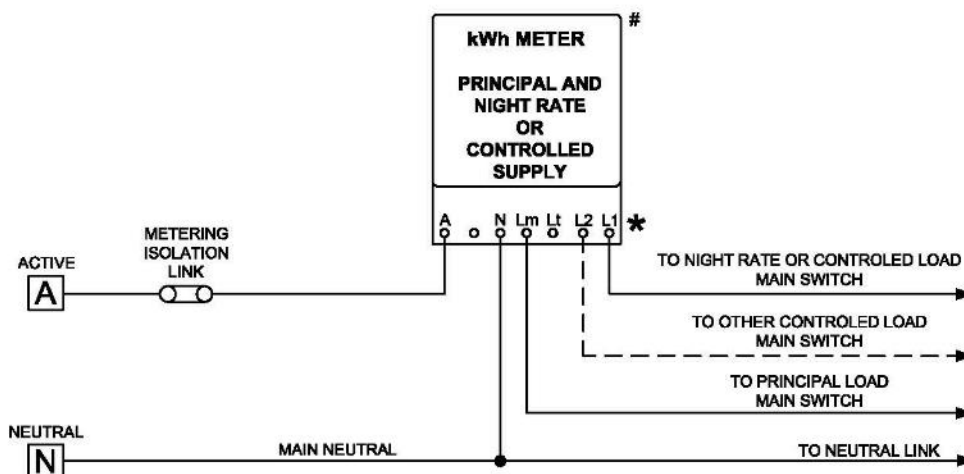 #
kWh METER
PRINCIPAL AND
NIGHT RATE
OR
CONTROLLED
SUPPLY
A N Lm Lt L2 L1 *
METERING
ISOLATION
LINK
ACTIVE
A
TO NIGHT RATE OR CONTROLED LOAD
MAIN SWITCH
TO OTHER CONTROLED LOAD
MAIN SWITCH
TO PRINCIPAL LOAD
MAIN SWITCH
NEUTRAL
N
MAIN NEUTRAL
TO NEUTRAL LINK